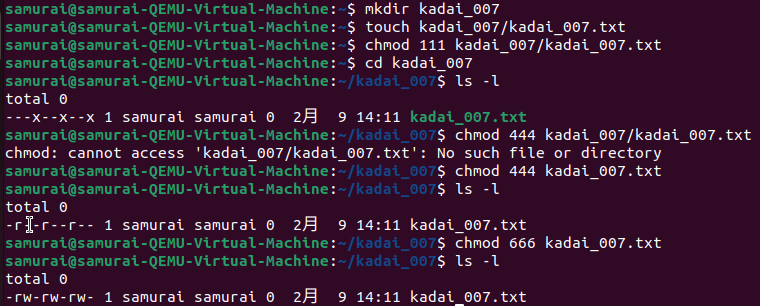 samurai@samurai-QEMU-Virtual-Machine:~$ mkdir kadai_007
samurai@samurai-QEMU-Virtual-Machine:~$ touch kadai_007/kadai_007.txt
samurai@samurai-QEMU-Virtual-Machine:~$ chmod 111 kadai_007/kadai_007.txt
samurai@samurai-QEMU-Virtual-Machine:~$ cd kadai_007
samurai@samurai-QEMU-Virtual-Machine:~/kadai_007$ ls -l
total 0
---x--x--x 1 samurai samurai 0  2月  9 14:11 kadai_007.txt
samurai@samurai-QEMU-Virtual-Machine:~/kadai_007$ chmod 444 kadai_007/kadai_007.txt
chmod: cannot access 'kadai_007/kadai_007.txt': No such file or directory
samurai@samurai-QEMU-Virtual-Machine:~/kadai_007$ chmod 444 kadai_007.txt
samurai@samurai-QEMU-Virtual-Machine:~/kadai_007$ ls -l
total 0
-r--r--r-- 1 samurai samurai 0  2月  9 14:11 kadai_007.txt
samurai@samurai-QEMU-Virtual-Machine:~/kadai_007$ chmod 666 kadai_007.txt
samurai@samurai-QEMU-Virtual-Machine:~/kadai_007$ ls -l
total 0
-rw-rw-rw- 1 samurai samurai 0  2月  9 14:11 kadai_007.txt